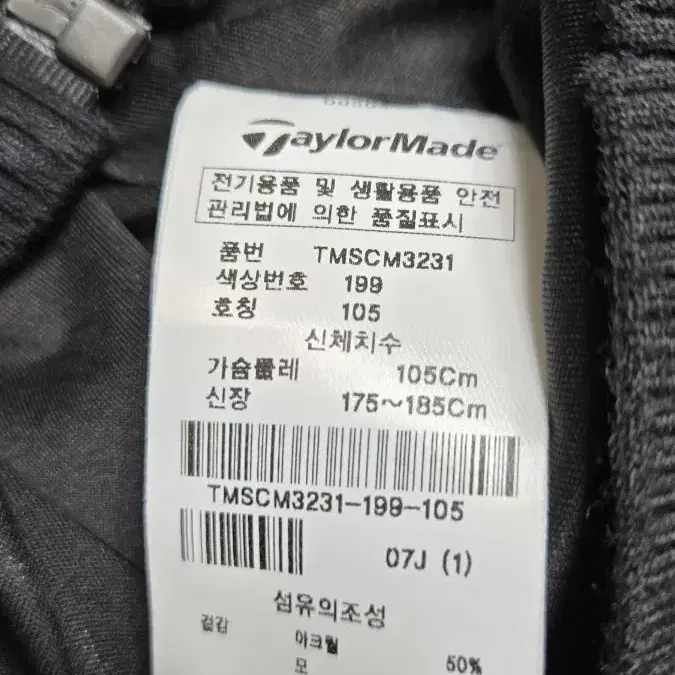 TaylorMade
전기용품 및 생활용품 안전
관리법에 의한 품질표시
품번 TMSCM3231
색상번호 199
호칭 105
신체치수
가슴둘레 105Cm
신장 175~185Cm
TMSCM3231-199-105
07J (1)
섬유의조성
겉감 아크릴
모 50%